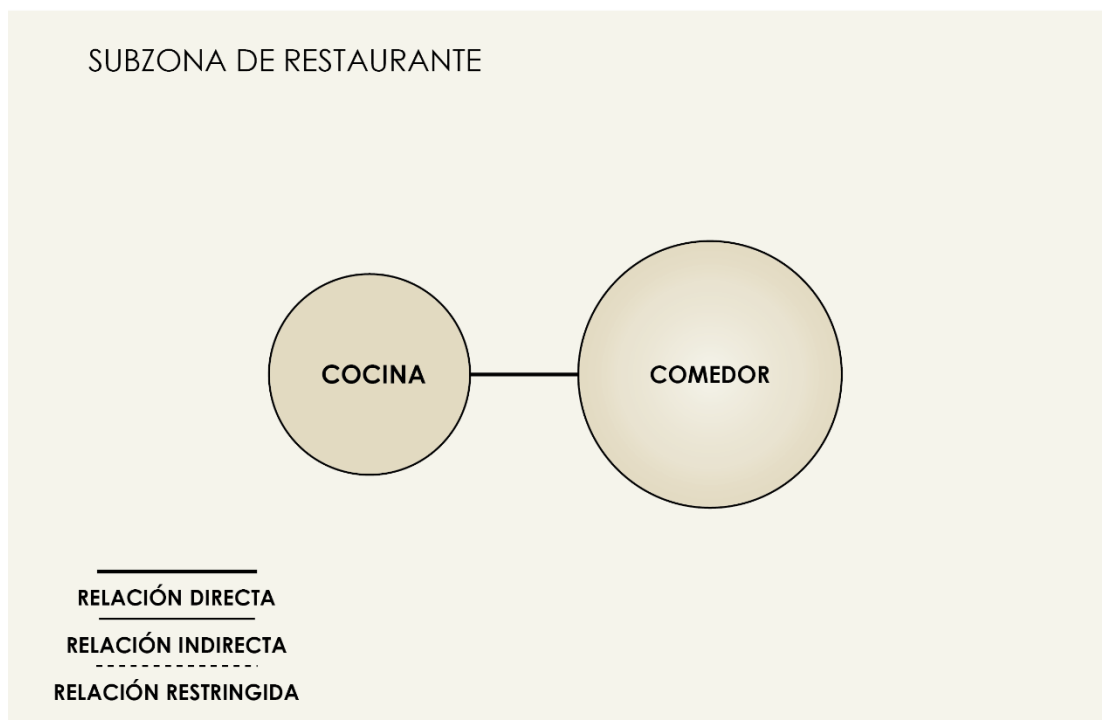 SUBZONA DE RESTAURANTE
COCINA
COMEDOR
RELACIÓN DIRECTA
RELACIÓN INDIRECTA
RELACIÓN RESTRINGIDA